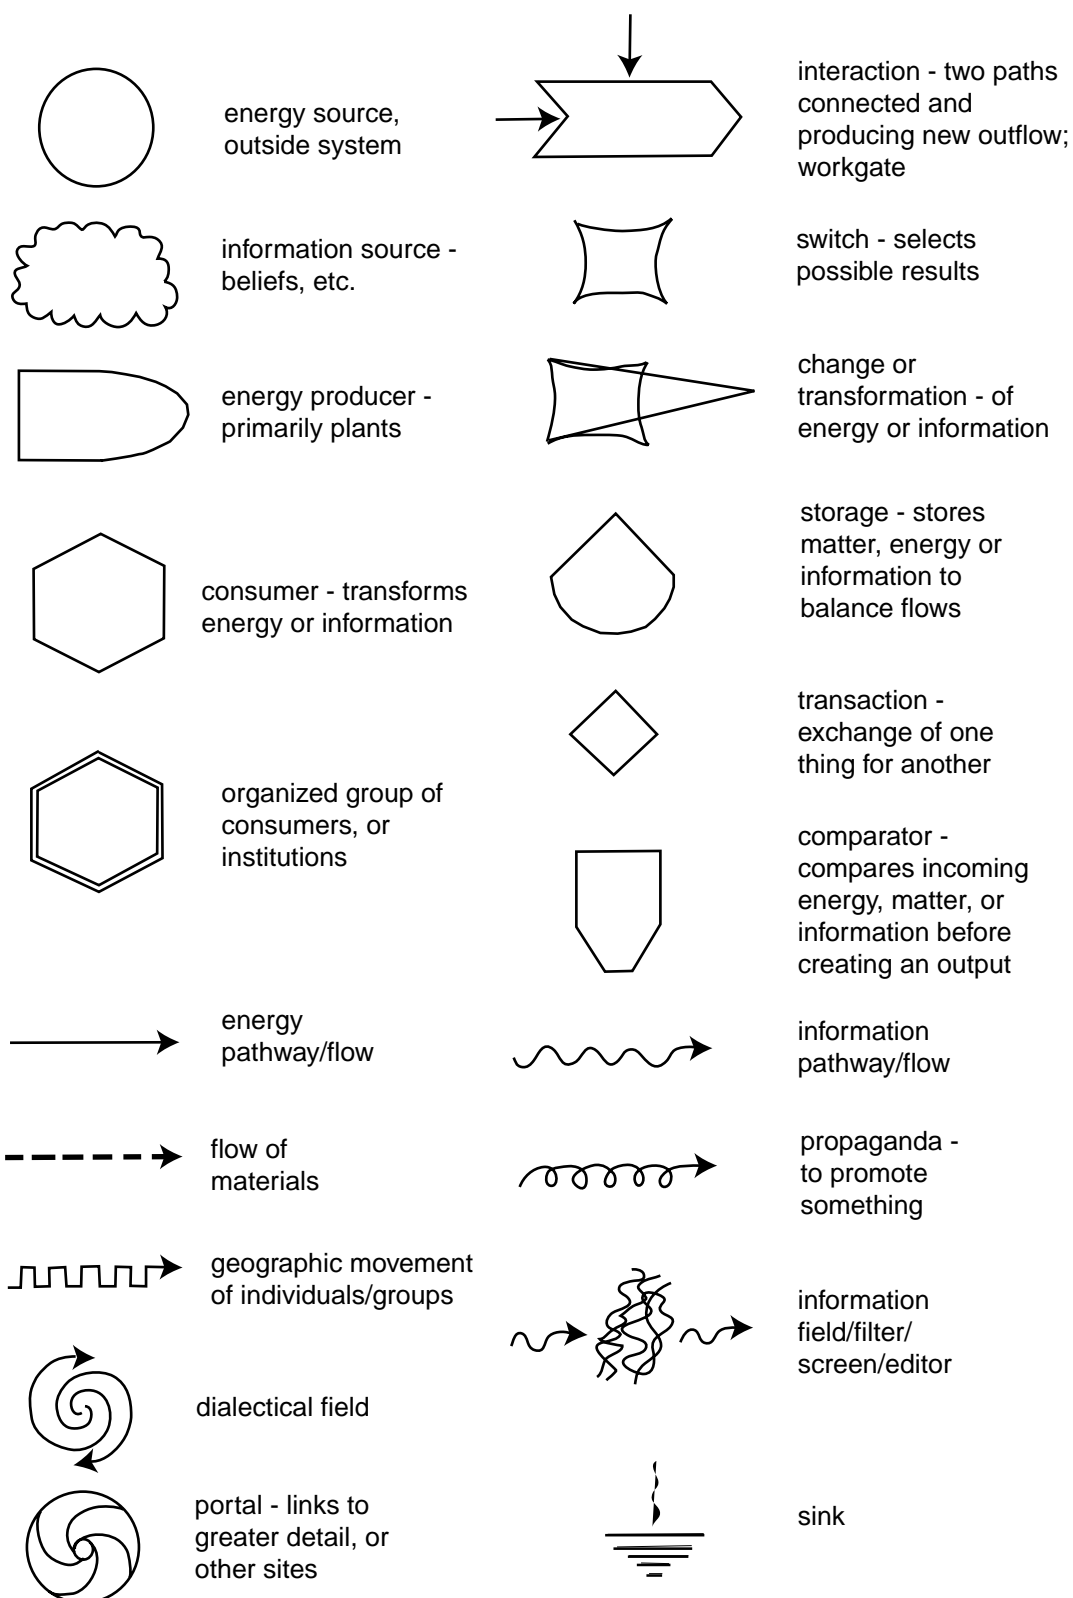 energy source,
outside system
information source -
beliefs, etc.
energy producer -
primarily plants
consumer - transforms
energy or information
organized group of
consumers, or
institutions
energy
pathway/flow
flow of
materials
geographic movement
of individuals/groups
dialectical field
portal - links to
greater detail, or
other sites
interaction - two paths
connected and
producing new outflow;
workgate
switch - selects
possible results
change or
transformation - of
energy or information
storage - stores
matter, energy or
information to
balance flows
transaction -
exchange of one
thing for another
comparator -
compares incoming
energy, matter, or
information before
creating an output
information
pathway/flow
propaganda -
to promote
something
information
field/filter/
screen/editor
sink